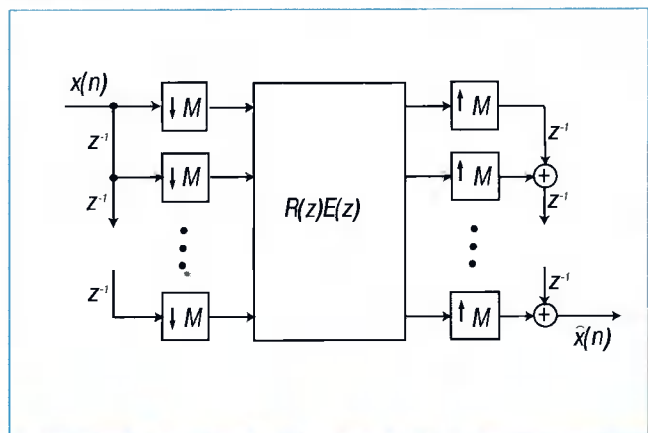 x(n)
↓ M
↑ M
z⁻¹
z⁻¹
↓ M
↑ M
+
z⁻¹
R(z)E(z)
z⁻¹
z⁻¹
z⁻¹
↓ M
↑ M
+
x̂(n)